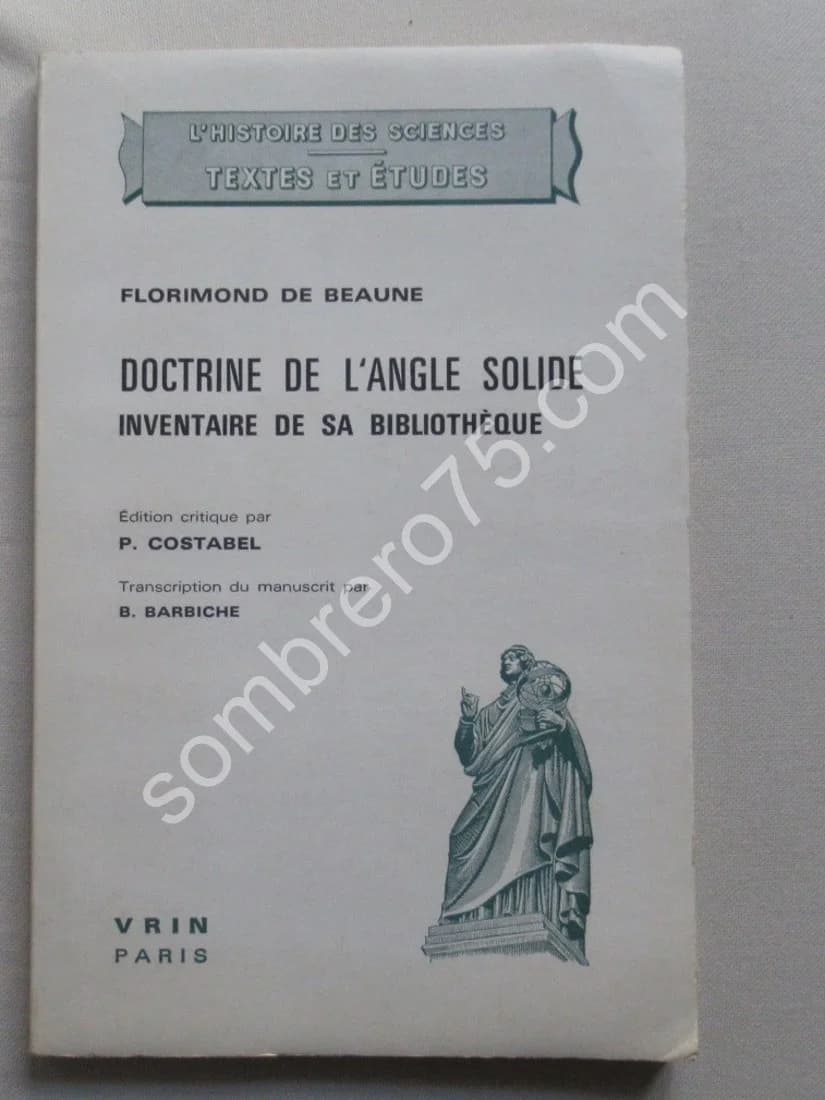 L'HISTOIRE DES SCIENCES
TEXTES ET ÉTUDES
FLORIMOND DE BEAUNE
DOCTRINE DE L'ANGLE SOLIDE
INVENTAIRE DE SA BIBLIOTHÈQUE
Édition critique par
P. COSTABEL
Transcription du manuscrit par
B. BARBICHE
VRIN
PARIS
sombrero75.com